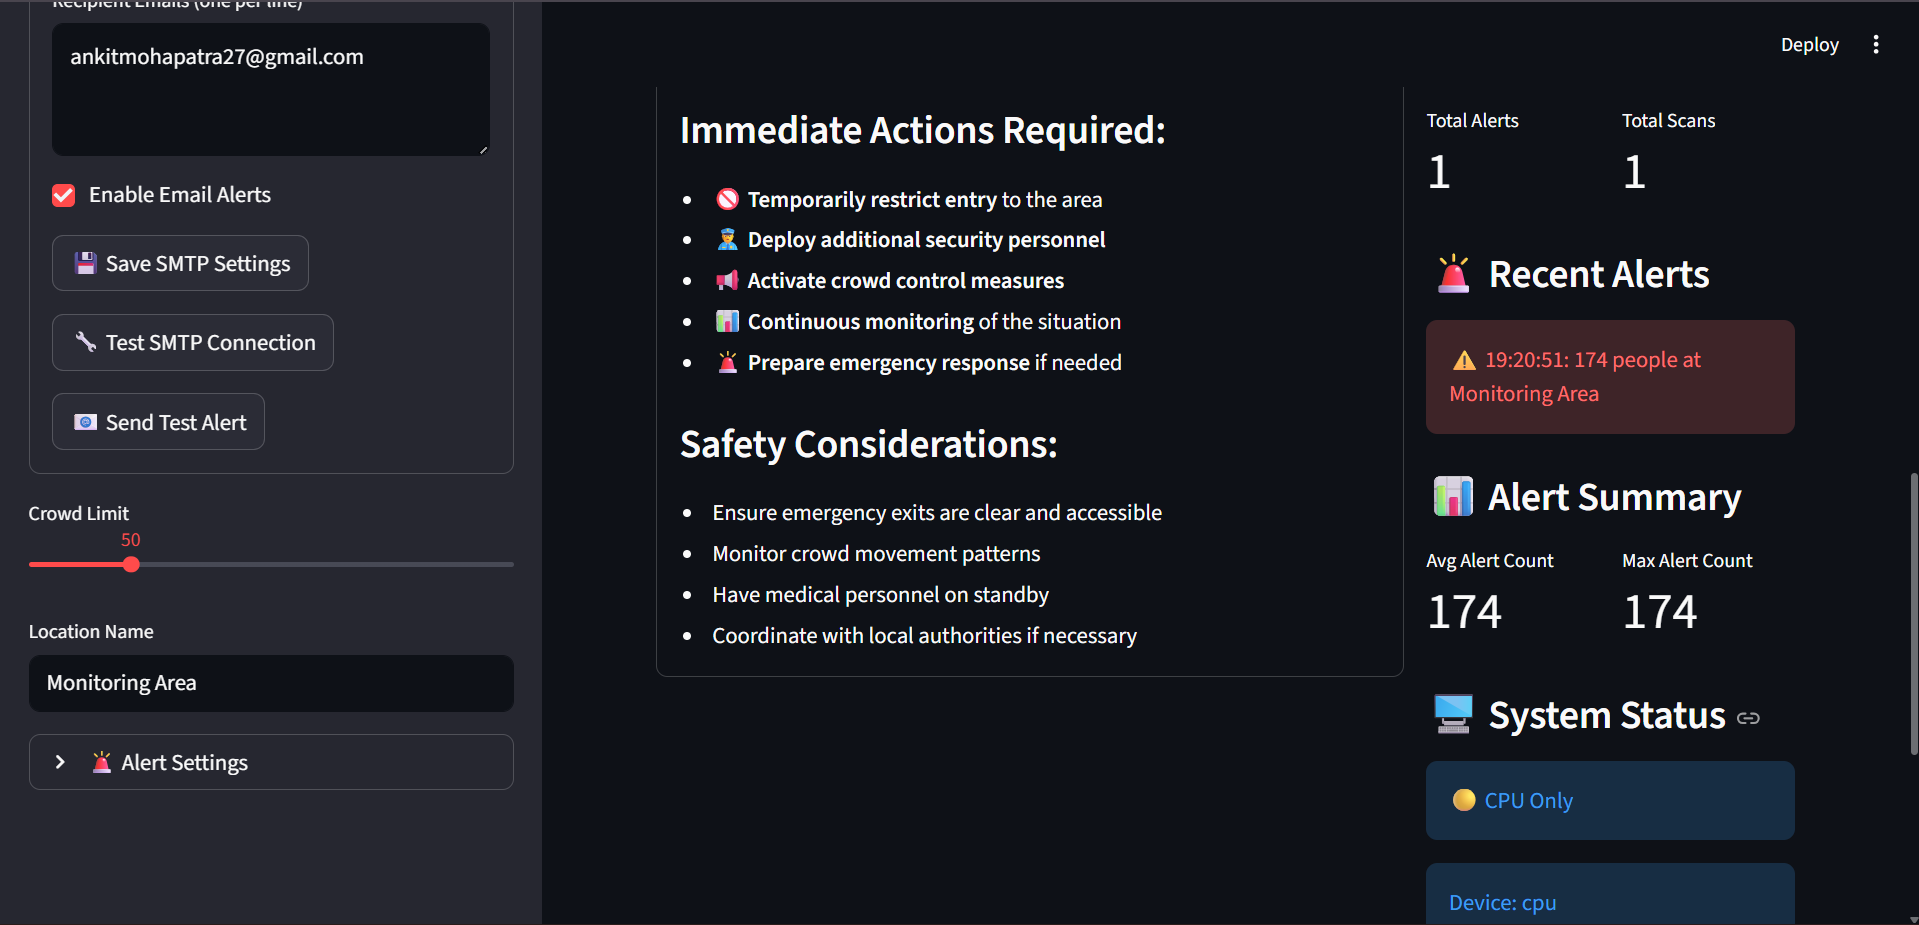 Recipient Emails (one per line)
ankitmohapatra27@gmail.com
Enable Email Alerts
Save SMTP Settings
Test SMTP Connection
Send Test Alert
Crowd Limit
50
Location Name
Monitoring Area
Alert Settings
Deploy
Immediate Actions Required:
Temporarily restrict entry to the area
Deploy additional security personnel
Activate crowd control measures
Continuous monitoring of the situation
Prepare emergency response if needed
Safety Considerations:
Ensure emergency exits are clear and accessible
Monitor crowd movement patterns
Have medical personnel on standby
Coordinate with local authorities if necessary
Total Alerts
1
Total Scans
1
Recent Alerts
19:20:51: 174 people at
Monitoring Area
Alert Summary
Avg Alert Count
174
Max Alert Count
174
System Status
CPU Only
Device: cpu